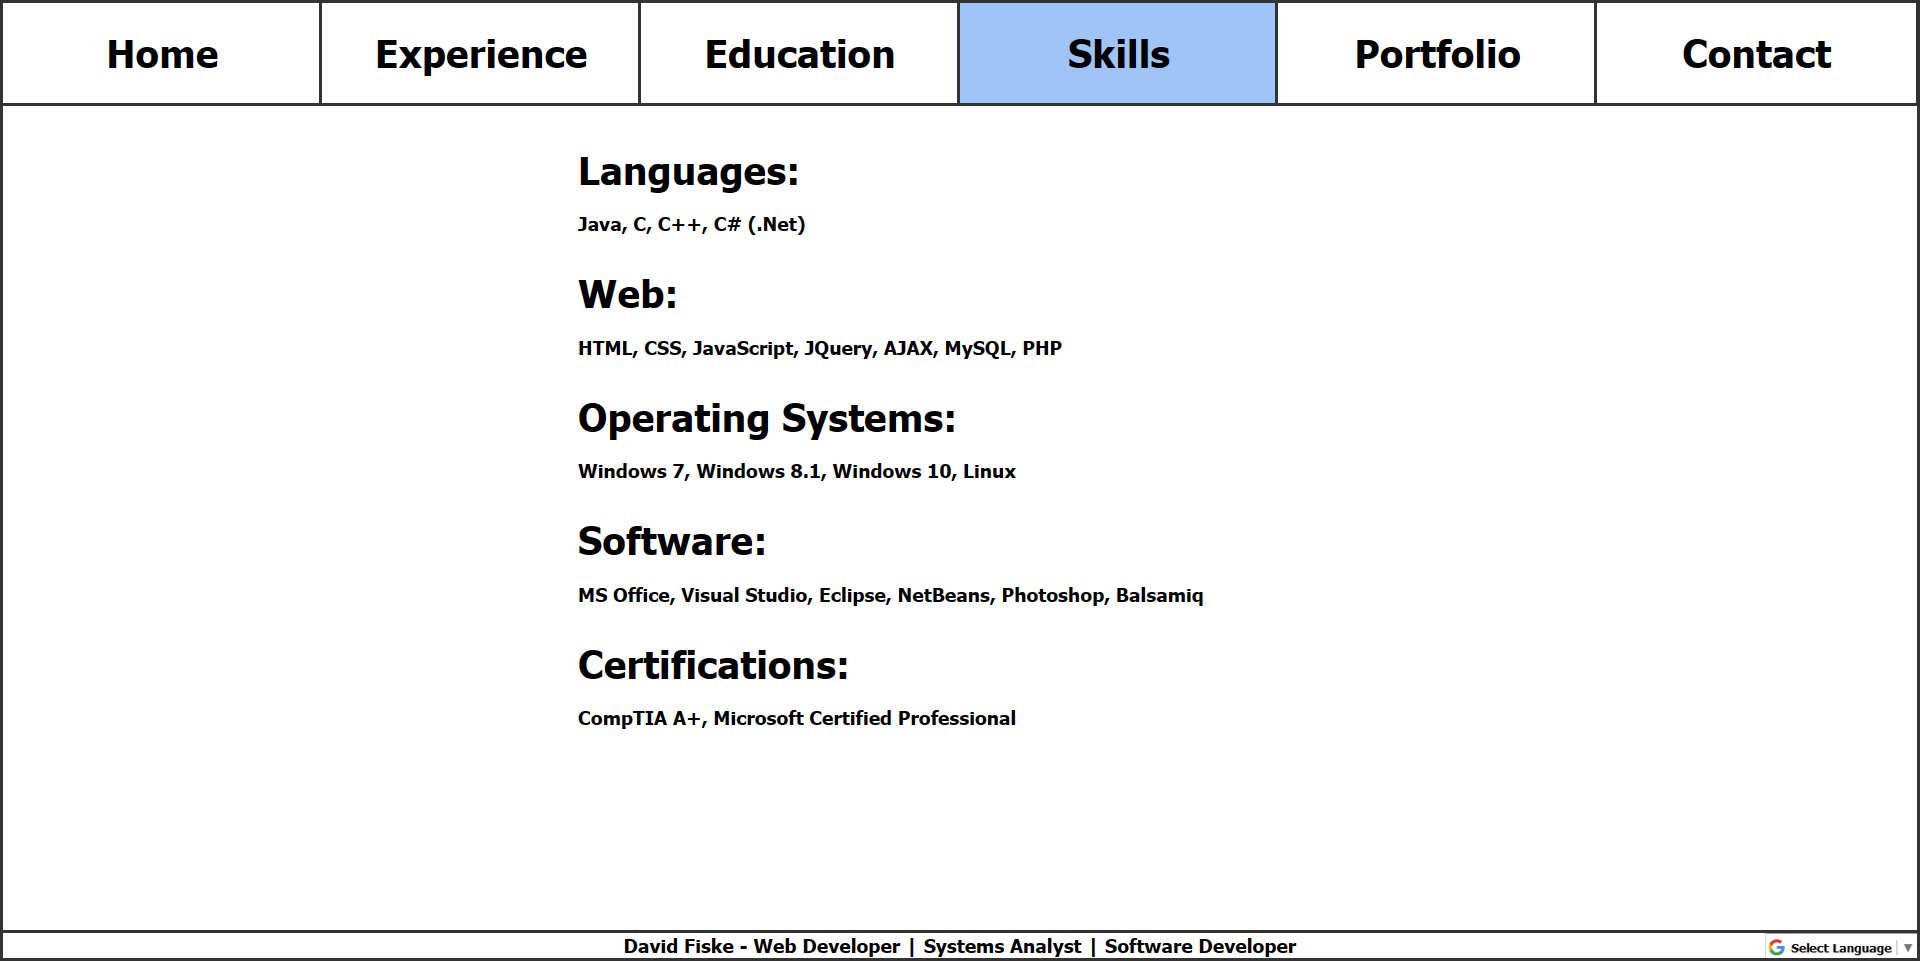 Home Experience Education Skills Portfolio Contact
Languages:
Java, C, C++, C# (.Net)
Web:
HTML, CSS, JavaScript, JQuery, AJAX, MySQL, PHP
Operating Systems:
Windows 7, Windows 8.1, Windows 10, Linux
Software:
MS Office, Visual Studio, Eclipse, NetBeans, Photoshop, Balsamiq
Certifications:
CompTIA A+, Microsoft Certified Professional
David Fiske - Web Developer | Systems Analyst | Software Developer
Select Language